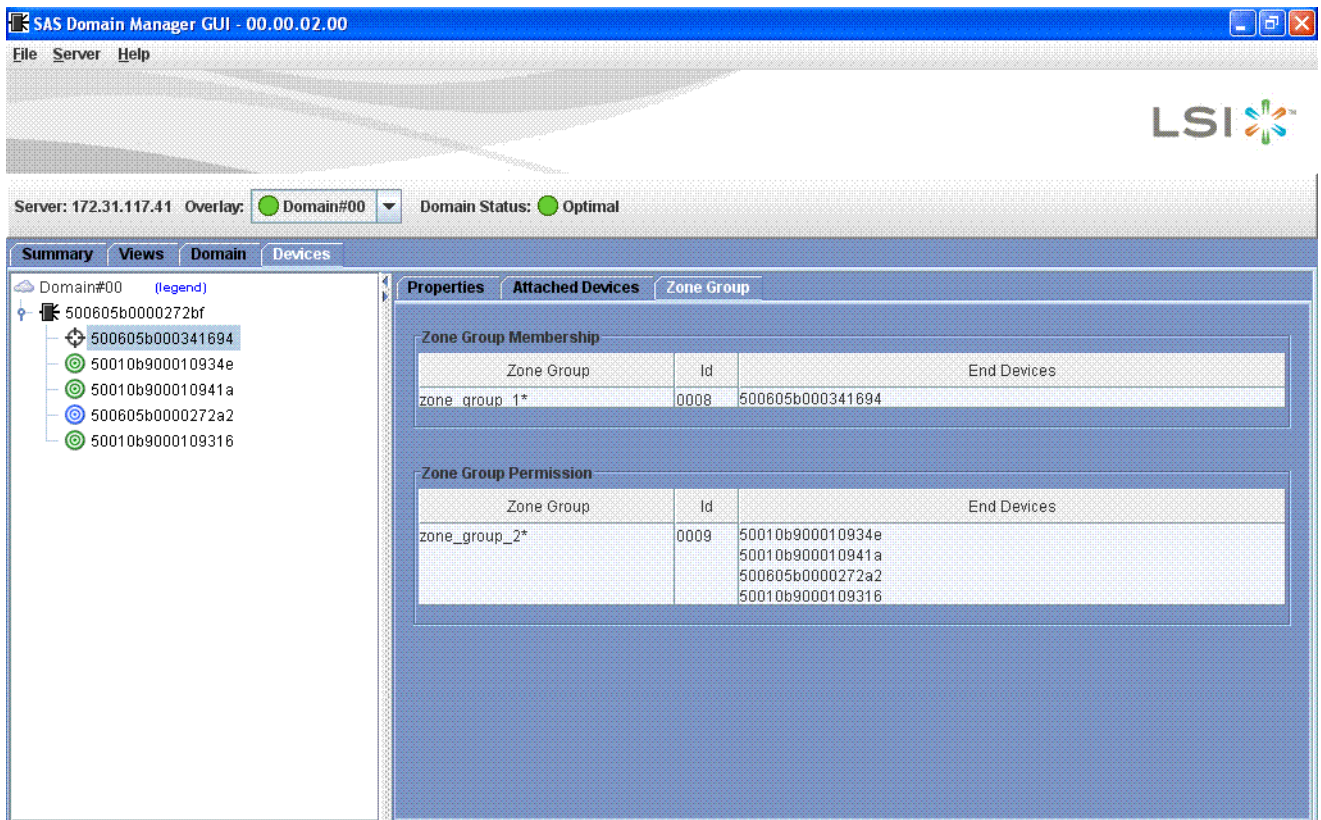 SAS Domain Manager GUI - 00.00.02.00
File Server Help
LSI™
Server: 172.31.117.41 Overlay: Domain#00 Domain Status: Optimal
Summary Views Domain Devices
Domain#00 (legend)
500605b0000272bf
500605b000341694
50010b900010934e
50010b900010941a
500605b0000272a2
50010b9000109316
Properties Attached Devices Zone Group
Zone Group Membership
Zone Group Id End Devices
zone_group_1* 0008 500605b000341694
Zone Group Permission
Zone Group Id End Devices
zone_group_2* 0009 50010b900010934e
50010b900010941a
500605b0000272a2
50010b9000109316